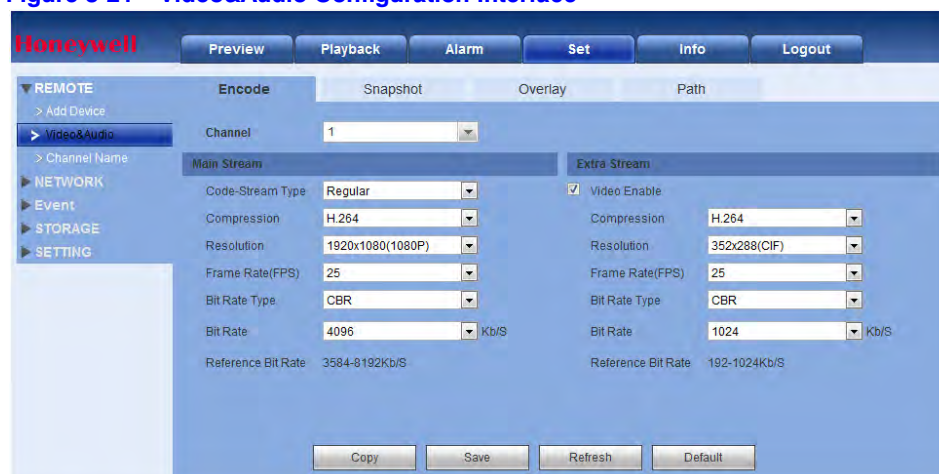 Honeywell
Preview Playback Alarm Set Info Logout
REMOTE
> Add Device
> Video&Audio
> Channel Name
NETWORK
Event
STORAGE
SETTING
Encode Snapshot Overlay Path
Channel 1
Main Stream
Code-Stream Type Regular
Compression H.264
Resolution 1920x1080(1080P)
Frame Rate(FPS) 25
Bit Rate Type CBR
Bit Rate 4096 Kb/S
Reference Bit Rate 3584-8192Kb/S
Extra Stream
Video Enable
Compression H.264
Resolution 352x288(CIF)
Frame Rate(FPS) 25
Bit Rate Type CBR
Bit Rate 1024 Kb/S
Reference Bit Rate 192-1024Kb/S
Copy Save Refresh Default